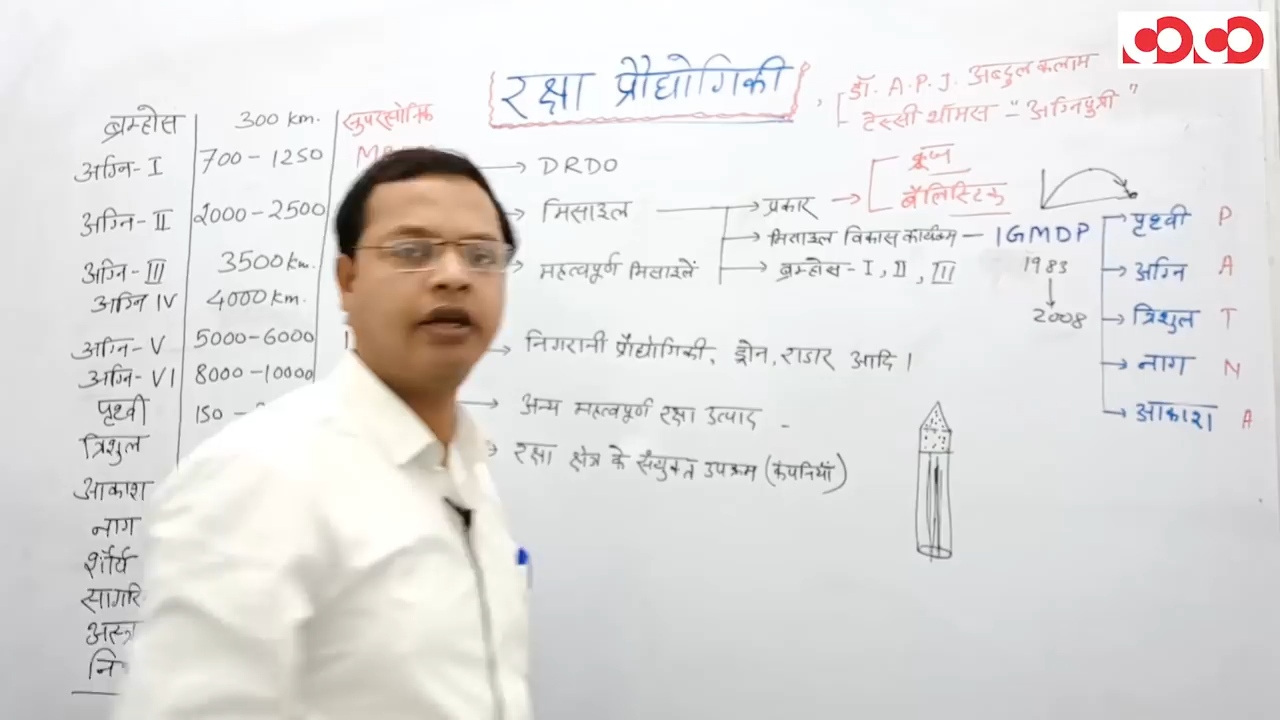 रक्षा प्रौद्योगिकी
डॉ. A.P.J. अब्दुल कलाम
टेस्सी थॉमस - "अग्निपुत्री"
ब्रम्होस 300 km. सुपरसोनिक
अग्नि-I 700-1250
अग्नि-II 2000-2500
अग्नि-III 3500 km.
अग्नि IV 4000 km.
अग्नि-V 5000-6000
अग्नि-VI 8000-10000
पृथ्वी 150 -
त्रिशुल
आकाश
नाग
शौर्य
सागरि
अस्त्र
नि
DRDO
मिसाइल
प्रकार
क्रूज
बॅलिस्टिक
मिसाइल विकास कार्यक्रम - IGMDP
1983
2008
महत्वपूर्ण मिसाइलें
ब्रम्होस - I, II, III
निगरानी प्रौद्योगिकी, ड्रोन, राडार आदि।
अन्य महत्वपूर्ण रक्षा उत्पाद -
रक्षा क्षेत्र के संयुक्त उपक्रम (कंपनियाँ)
पृथ्वी P
अग्नि A
त्रिशुल T
नाग N
आकाश A